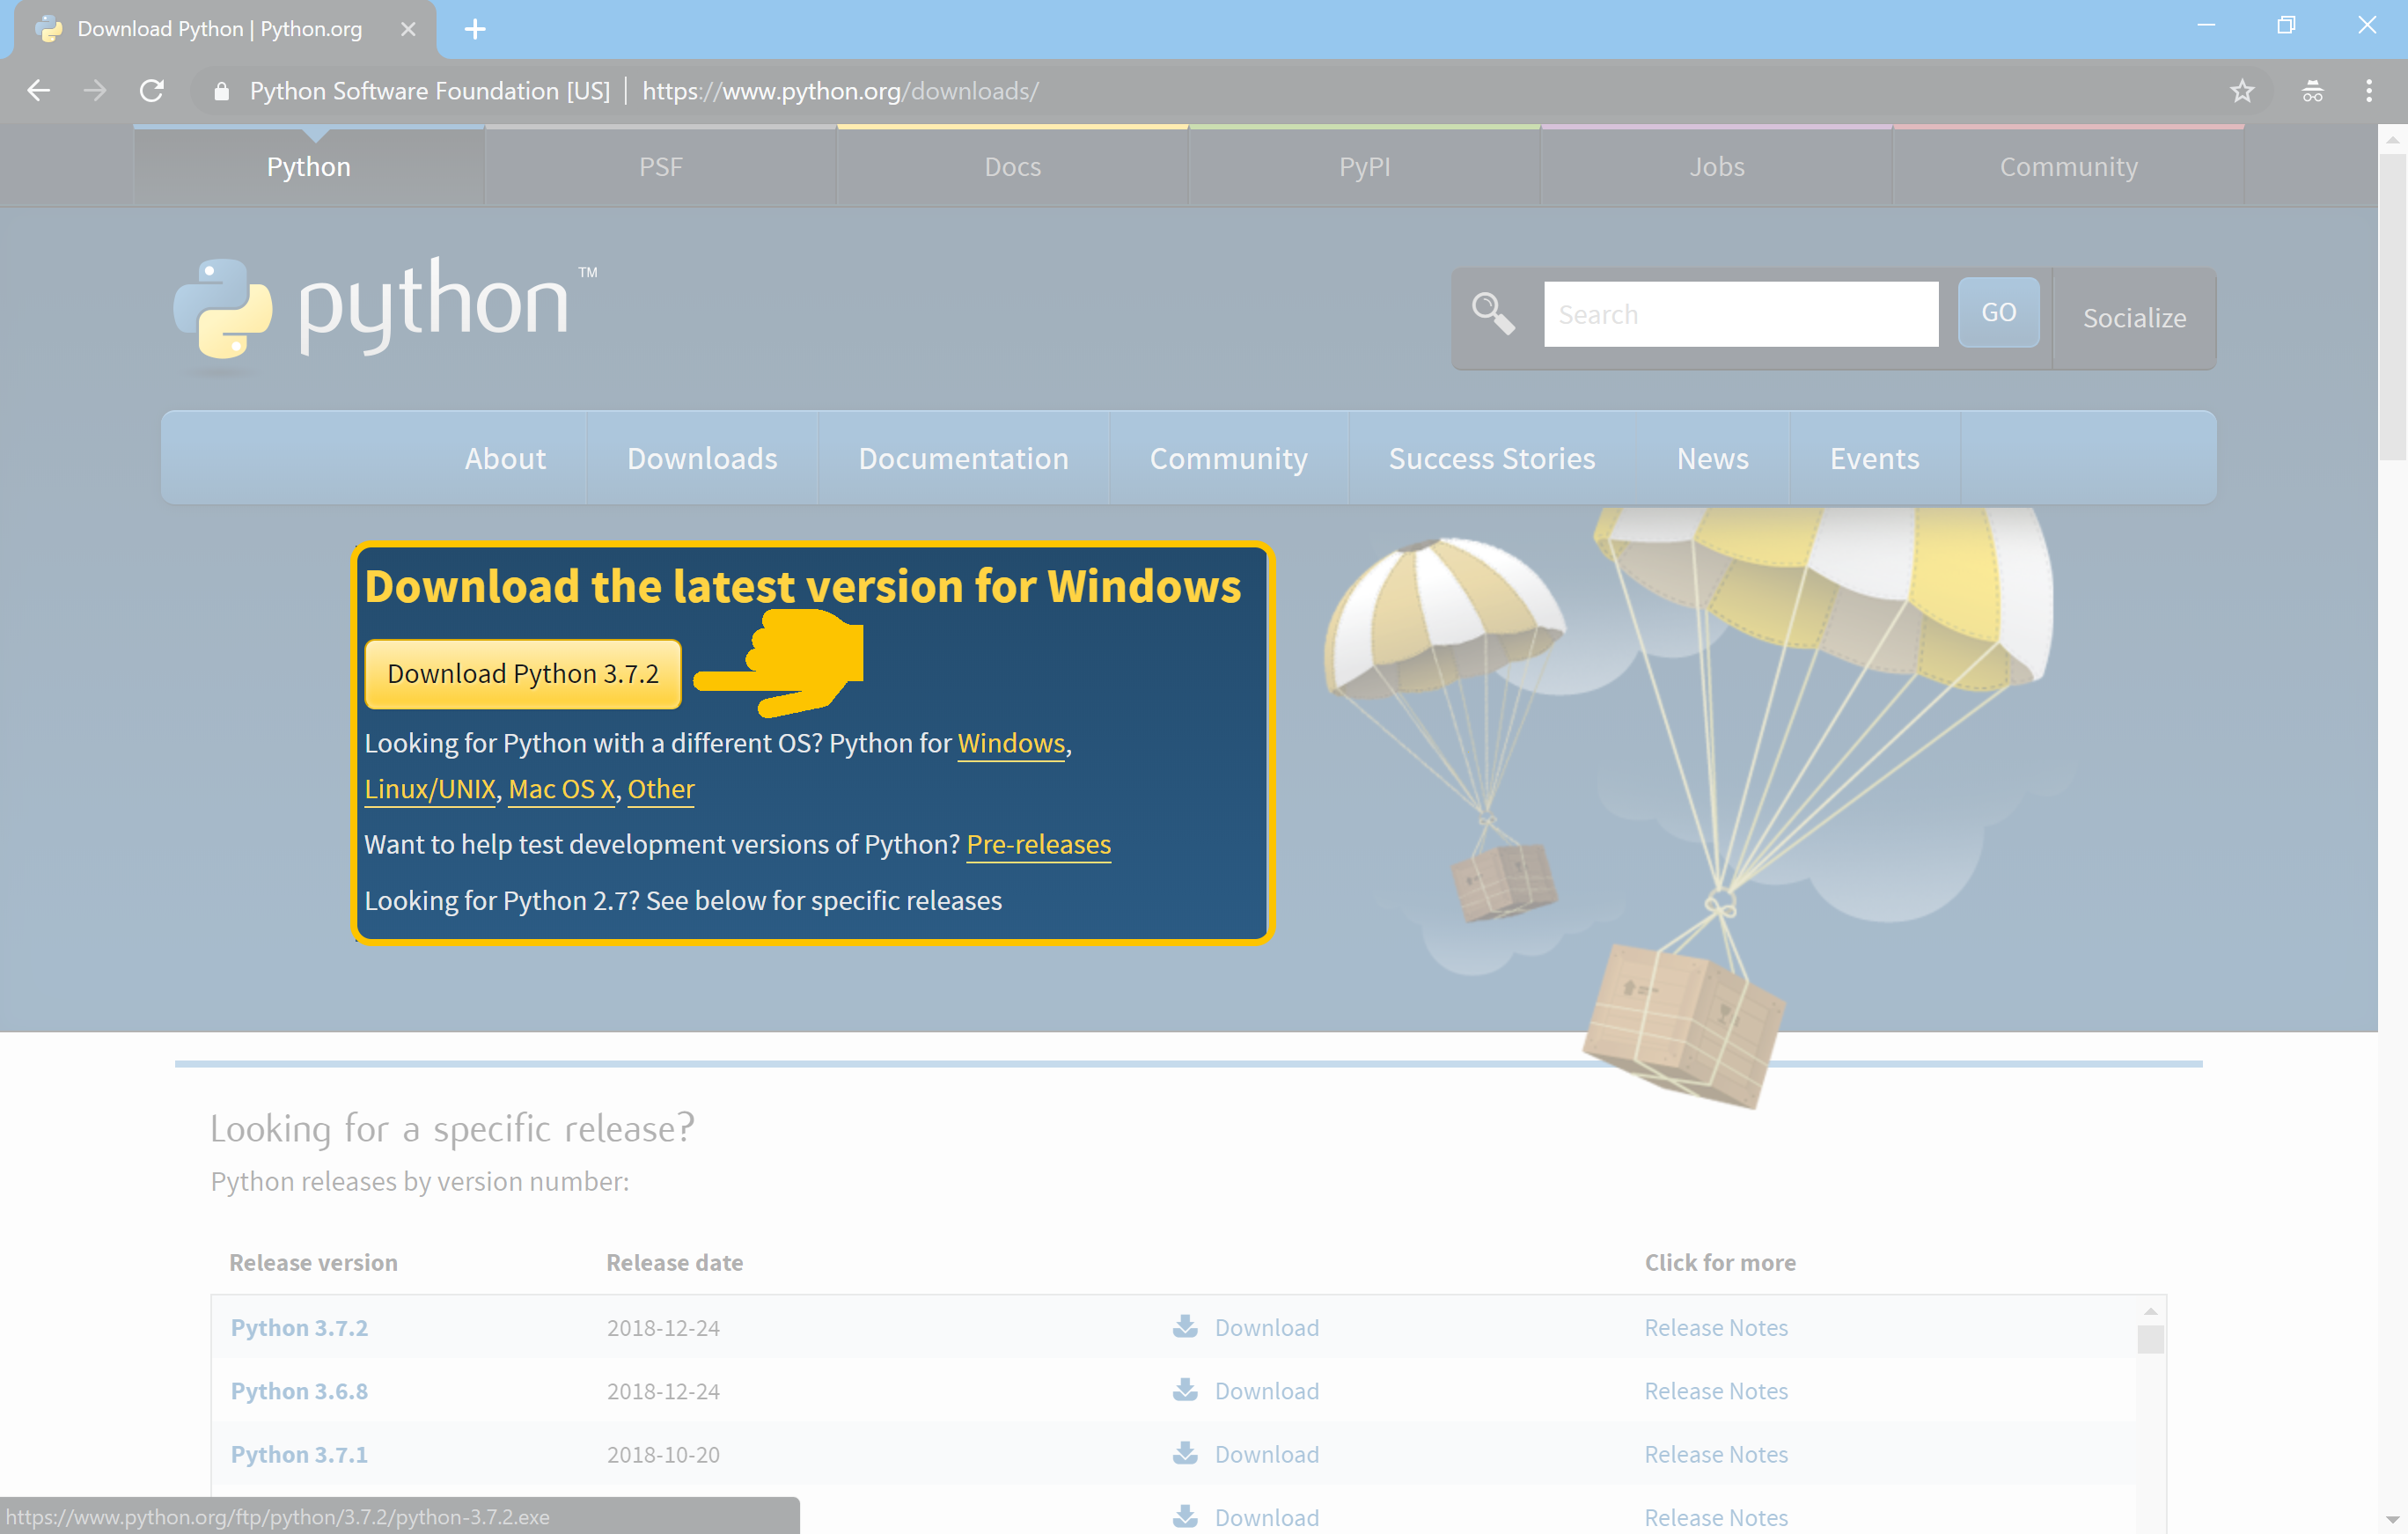 Download Python | Python.org
Python Software Foundation [US] | https://www.python.org/downloads/
Python PSF Docs PyPI Jobs Community
python TM
Search GO Socialize
About Downloads Documentation Community Success Stories News Events
Download the latest version for Windows
Download Python 3.7.2
Looking for Python with a different OS? Python for Windows,
Linux/UNIX, Mac OS X, Other
Want to help test development versions of Python? Pre-releases
Looking for Python 2.7? See below for specific releases
Looking for a specific release?
Python releases by version number:
Release version Release date Click for more
Python 3.7.2 2018-12-24 Download Release Notes
Python 3.6.8 2018-12-24 Download Release Notes
Python 3.7.1 2018-10-20 Download Release Notes
Download Release Notes
https://www.python.org/ftp/python/3.7.2/python-3.7.2.exe